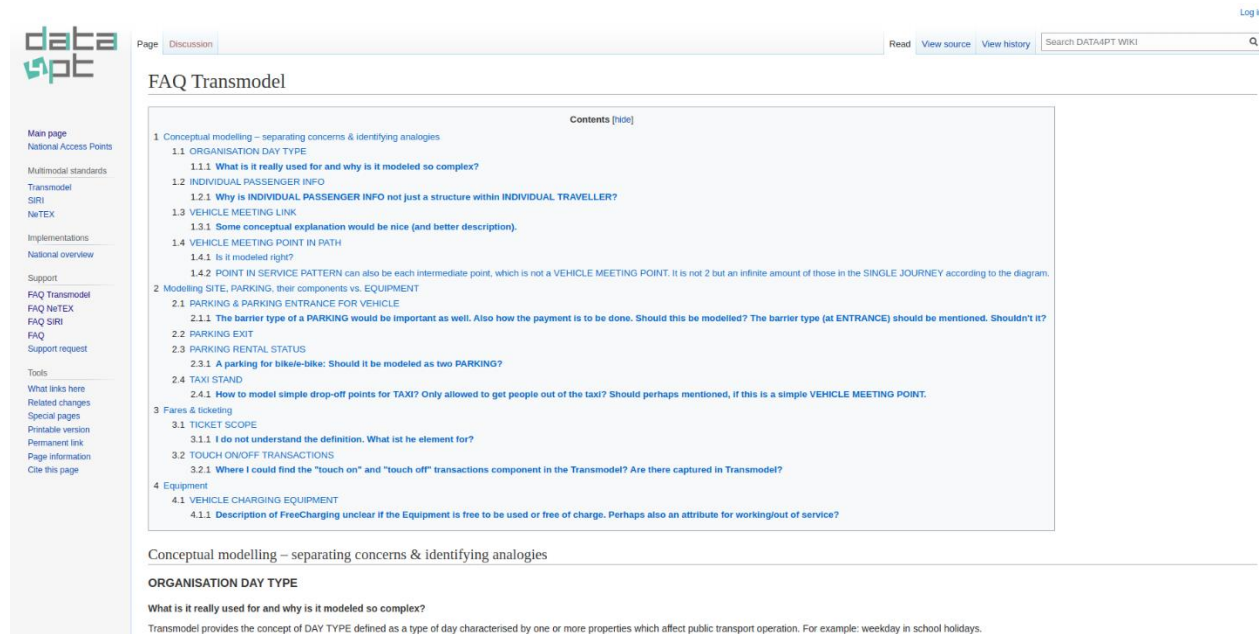 Log i
data
4pt
Page Discussion Read View source View history Search DATA4PT WIKI
FAQ Transmodel
Main page
National Access Points
Multimodal standards
Transmodel
SIRI
NeTEX
Implementations
National overview
Support
FAQ Transmodel
FAQ NeTEX
FAQ SIRI
FAQ
Support request
Tools
What links here
Related changes
Special pages
Printable version
Permanent link
Page information
Cite this page
Contents [hide]
1 Conceptual modelling – separating concerns & identifying analogies
1.1 ORGANISATION DAY TYPE
1.1.1 What is it really used for and why is it modeled so complex?
1.2 INDIVIDUAL PASSENGER INFO
1.2.1 Why is INDIVIDUAL PASSENGER INFO not just a structure within INDIVIDUAL TRAVELLER?
1.3 VEHICLE MEETING LINK
1.3.1 Some conceptual explanation would be nice (and better description).
1.4 VEHICLE MEETING POINT IN PATH
1.4.1 Is it modeled right?
1.4.2 POINT IN SERVICE PATTERN can also be each intermediate point, which is not a VEHICLE MEETING POINT. It is not 2 but an infinite amount of those in the SINGLE JOURNEY according to the diagram.
2 Modelling SITE, PARKING, their components vs. EQUIPMENT
2.1 PARKING & PARKING ENTRANCE FOR VEHICLE
2.1.1 The barrier type of a PARKING would be important as well. Also how the payment is to be done. Should this be modelled? The barrier type (at ENTRANCE) should be mentioned. Shouldn't it?
2.2 PARKING EXIT
2.3 PARKING RENTAL STATUS
2.3.1 A parking for bike/e-bike: Should it be modeled as two PARKING?
2.4 TAXI STAND
2.4.1 How to model simple drop-off points for TAXI? Only allowed to get people out of the taxi? Should perhaps mentioned, if this is a simple VEHICLE MEETING POINT.
3 Fares & ticketing
3.1 TICKET SCOPE
3.1.1 I do not understand the definition. What ist he element for?
3.2 TOUCH ON/OFF TRANSACTIONS
3.2.1 Where I could find the "touch on" and "touch off" transactions component in the Transmodel? Are there captured in Transmodel?
4 Equipment
4.1 VEHICLE CHARGING EQUIPMENT
4.1.1 Description of FreeCharging unclear if the Equipment is free to be used or free of charge. Perhaps also an attribute for working/out of service?
Conceptual modelling – separating concerns & identifying analogies
ORGANISATION DAY TYPE
What is it really used for and why is it modeled so complex?
Transmodel provides the concept of DAY TYPE defined as a type of day characterised by one or more properties which affect public transport operation. For example: weekday in school holidays.